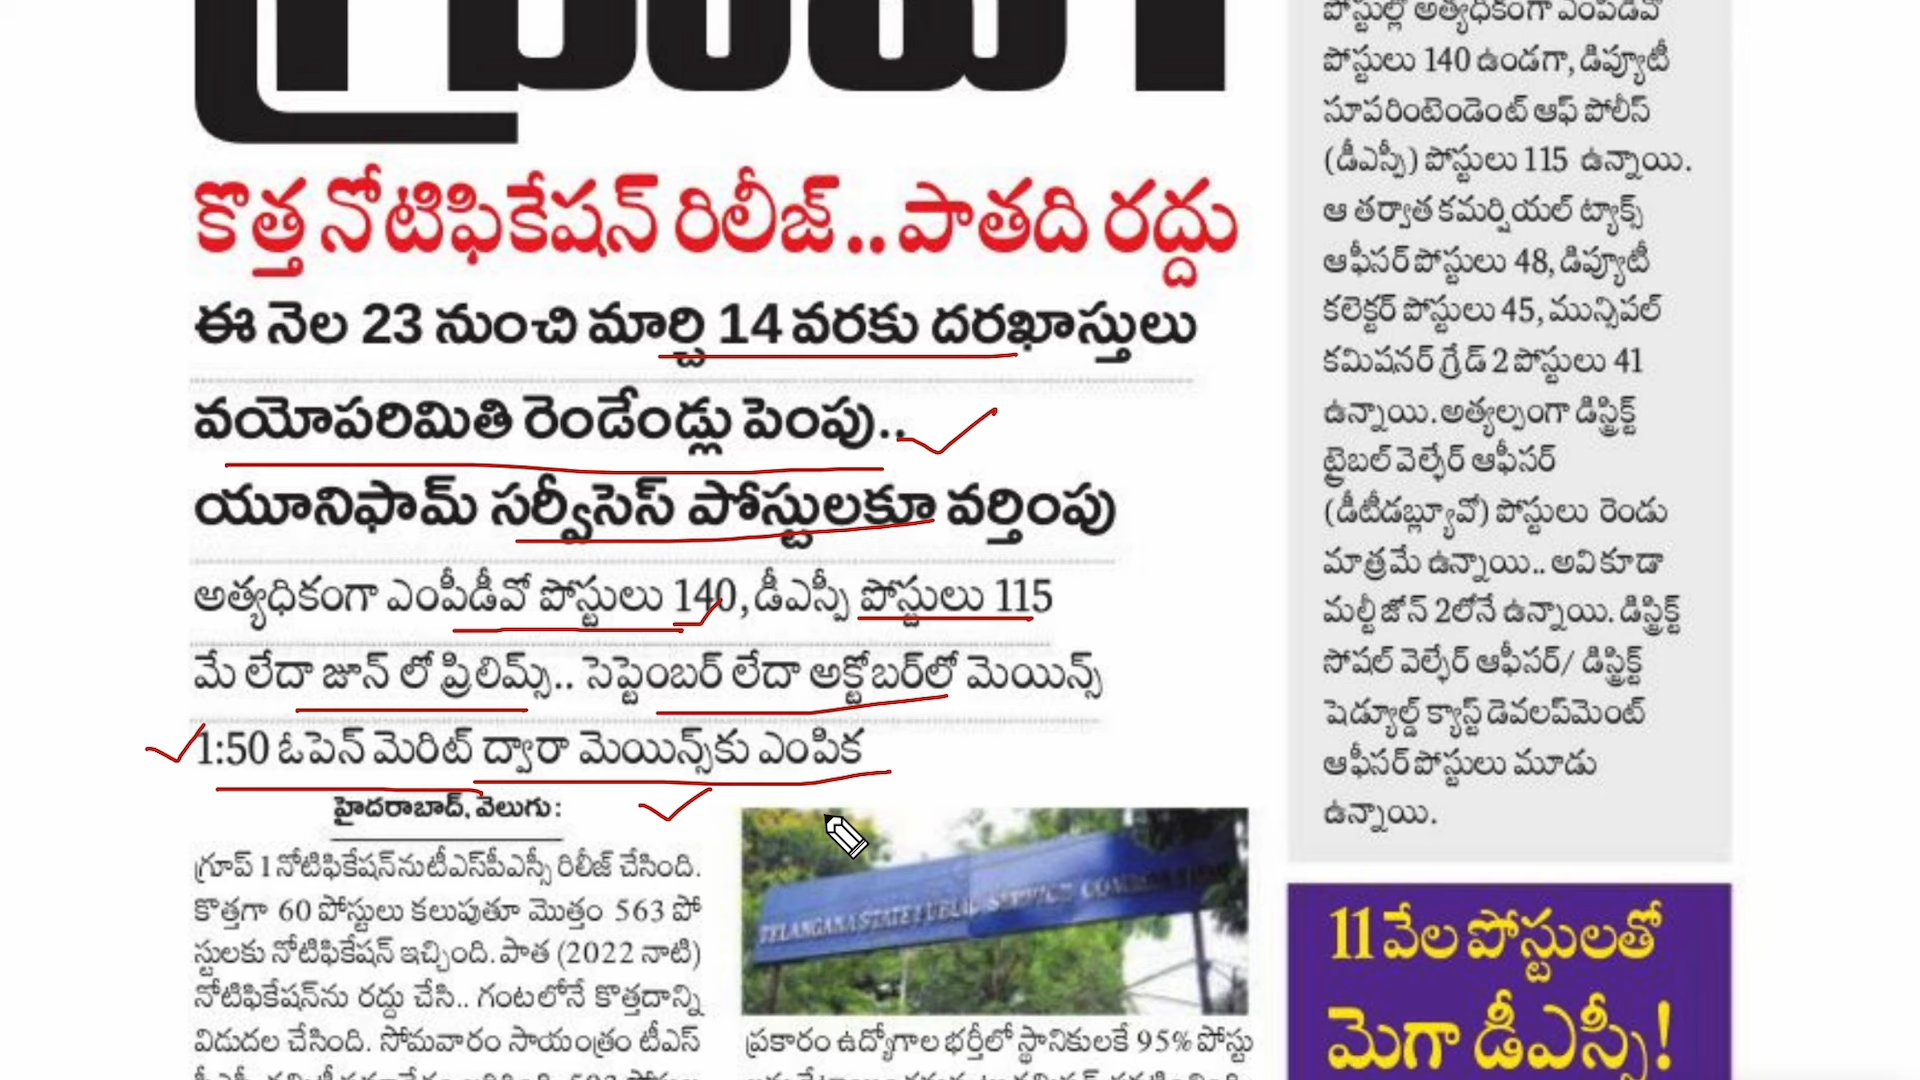 కొత్త నోటిఫికేషన్ రిలీజ్.. పాతది రద్దు
ఈ నెల 23 నుంచి మార్చి 14 వరకు దరఖాస్తులు
వయోపరిమితి రెండేండ్లు పెంపు..
యూనిఫామ్ సర్వీసెస్ పోస్టులకూ వర్తింపు
అత్యధికంగా ఎంపీడీవో పోస్టులు 140, డీఎస్పీ పోస్టులు 115
మే లేదా జూన్ లో ప్రిలిమ్స్.. సెప్టెంబర్ లేదా అక్టోబర్‌లో మెయిన్స్
1:50 ఓపెన్ మెరిట్ ద్వారా మెయిన్స్‌కు ఎంపిక
హైదరాబాద్, వెలుగు:
గ్రూప్ 1 నోటిఫికేషన్‌ను టీఎస్‌పీఎస్సీ రిలీజ్ చేసింది.
కొత్తగా 60 పోస్టులు కలుపుతూ మొత్తం 563 పో
స్టులకు నోటిఫికేషన్ ఇచ్చింది. పాత (2022 నాటి)
నోటిఫికేషన్‌ను రద్దు చేసి.. గంటలోనే కొత్తదాన్ని
విడుదల చేసింది. సోమవారం సాయంత్రం టీఎస్
TELANGANA STATE PUBLIC SERVICE
ప్రకారం ఉద్యోగాల భర్తీలో స్థానికులకే 95% పోస్టు
పోస్టుల్లో అత్యధికంగా ఎంపీడీవో
పోస్టులు 140 ఉండగా, డిప్యూటీ
సూపరింటెండెంట్ ఆఫ్ పోలీస్
(డీఎస్పీ) పోస్టులు 115 ఉన్నాయి.
ఆ తర్వాత కమర్షియల్ ట్యాక్స్
ఆఫీసర్ పోస్టులు 48, డిప్యూటీ
కలెక్టర్ పోస్టులు 45, మున్సిపల్
కమిషనర్ గ్రేడ్ 2 పోస్టులు 41
ఉన్నాయి. అత్యల్పంగా డిస్ట్రిక్ట్
ట్రైబల్ వెల్ఫేర్ ఆఫీసర్
(డీటీడబ్ల్యూవో) పోస్టులు రెండు
మాత్రమే ఉన్నాయి.. అవి కూడా
మల్టీ జోన్ 2లోనే ఉన్నాయి. డిస్ట్రిక్ట్
సోషల్ వెల్ఫేర్ ఆఫీసర్/ డిస్ట్రిక్ట్
షెడ్యూల్డ్ క్యాస్ట్ డెవలప్‌మెంట్
ఆఫీసర్ పోస్టులు మూడు
ఉన్నాయి.
11 వేల పోస్టులతో
మెగా డీఎస్సీ!